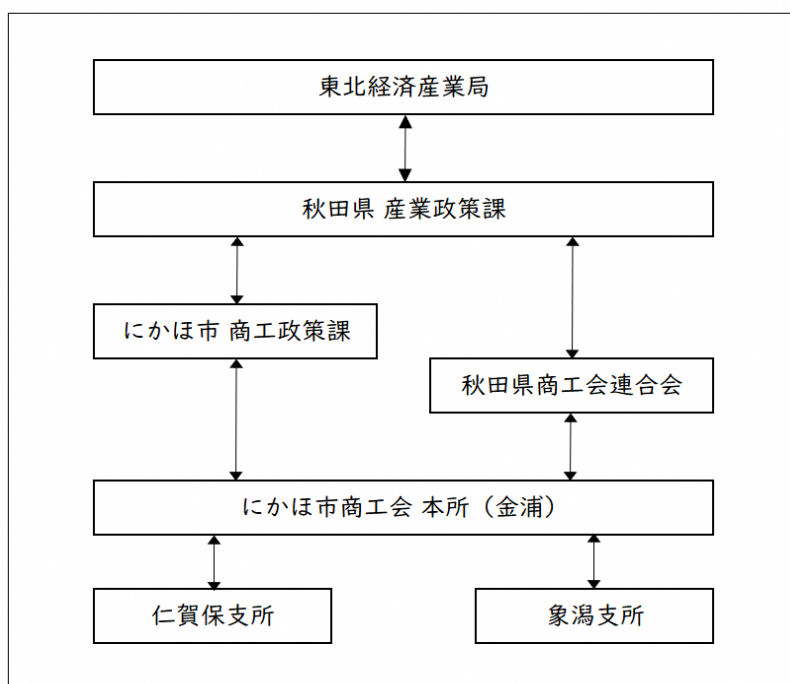 東北経済産業局
秋田県 産業政策課
にかほ市 商工政策課
秋田県商工会連合会
にかほ市商工会 本所（金浦）
仁賀保支所
象潟支所